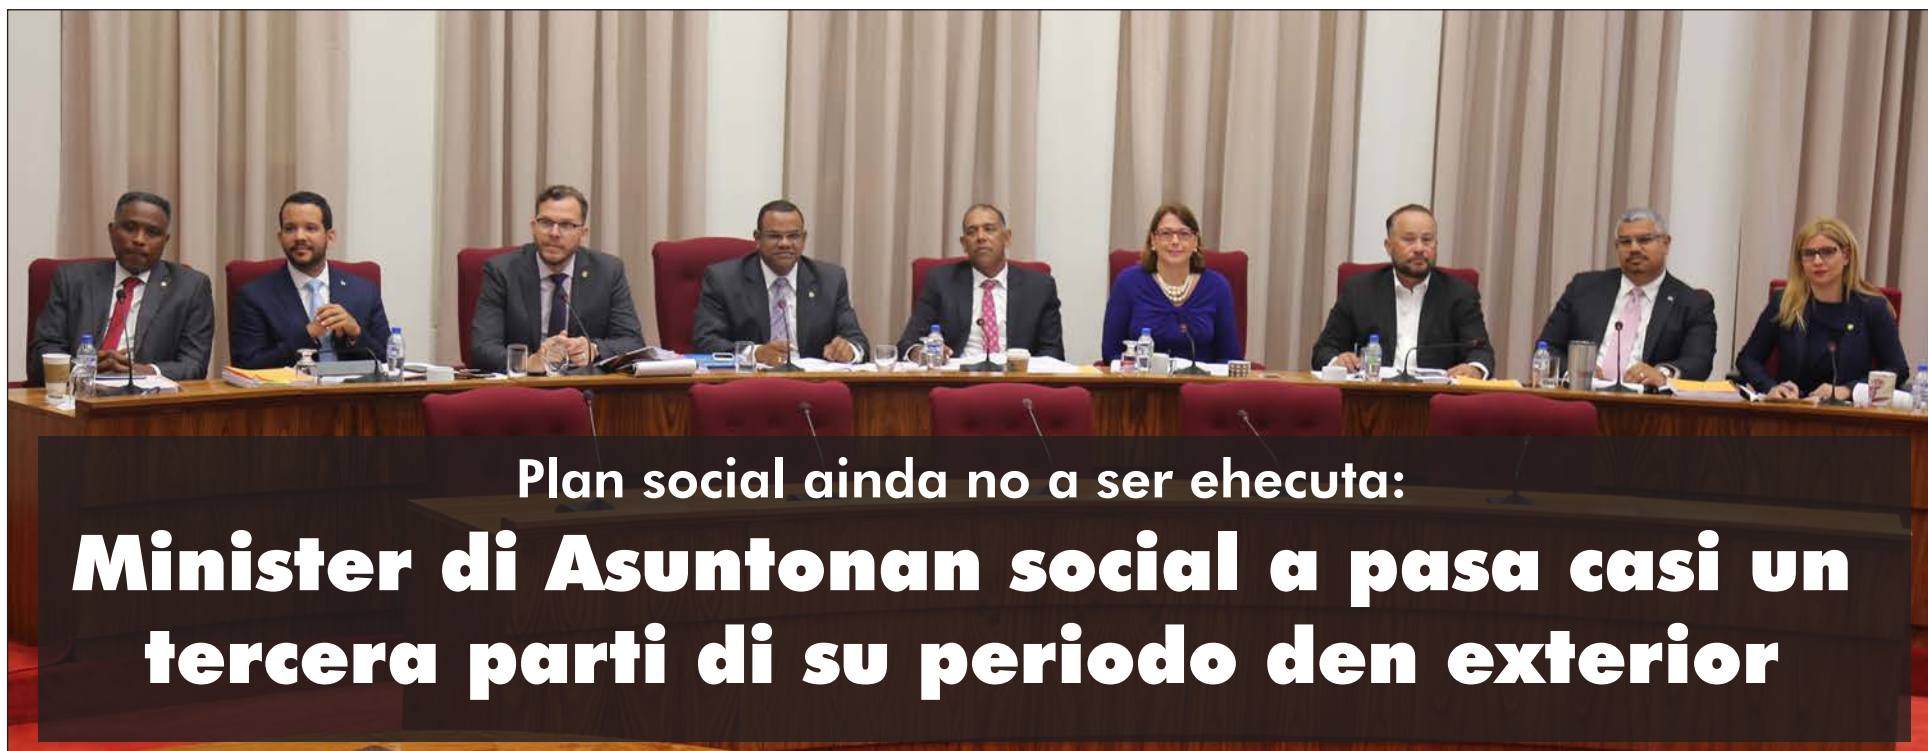 Plan social ainda no a ser ehecuta:
Minister di Asuntonan social a pasa casi un
tercera parti di su periodo den exterior